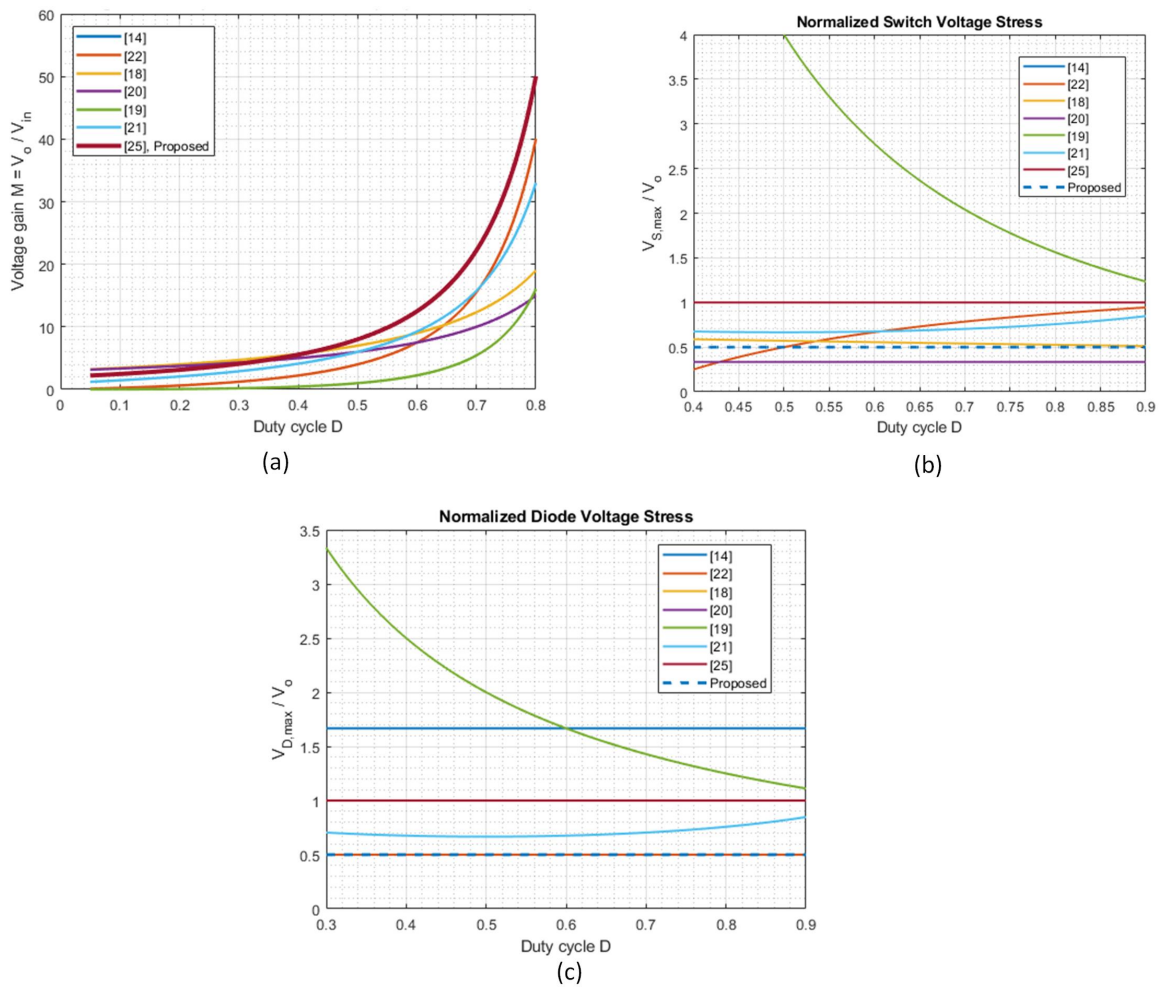 60
50
40
30
20
10
0
Voltage gain M = V_o / V_in
[14]
[22]
[18]
[20]
[19]
[21]
[25], Proposed
0 0.1 0.2 0.3 0.4 0.5 0.6 0.7 0.8
Duty cycle D
(a)
Normalized Switch Voltage Stress
4
3.5
3
2.5
2
1.5
1
0.5
0
V_S,max / V_o
[14]
[22]
[18]
[20]
[19]
[21]
[25]
Proposed
0.4 0.45 0.5 0.55 0.6 0.65 0.7 0.75 0.8 0.85 0.9
Duty cycle D
(b)
Normalized Diode Voltage Stress
3.5
3
2.5
2
1.5
1
0.5
0
V_D,max / V_o
[14]
[22]
[18]
[20]
[19]
[21]
[25]
Proposed
0.3 0.4 0.5 0.6 0.7 0.8 0.9
Duty cycle D
(c)